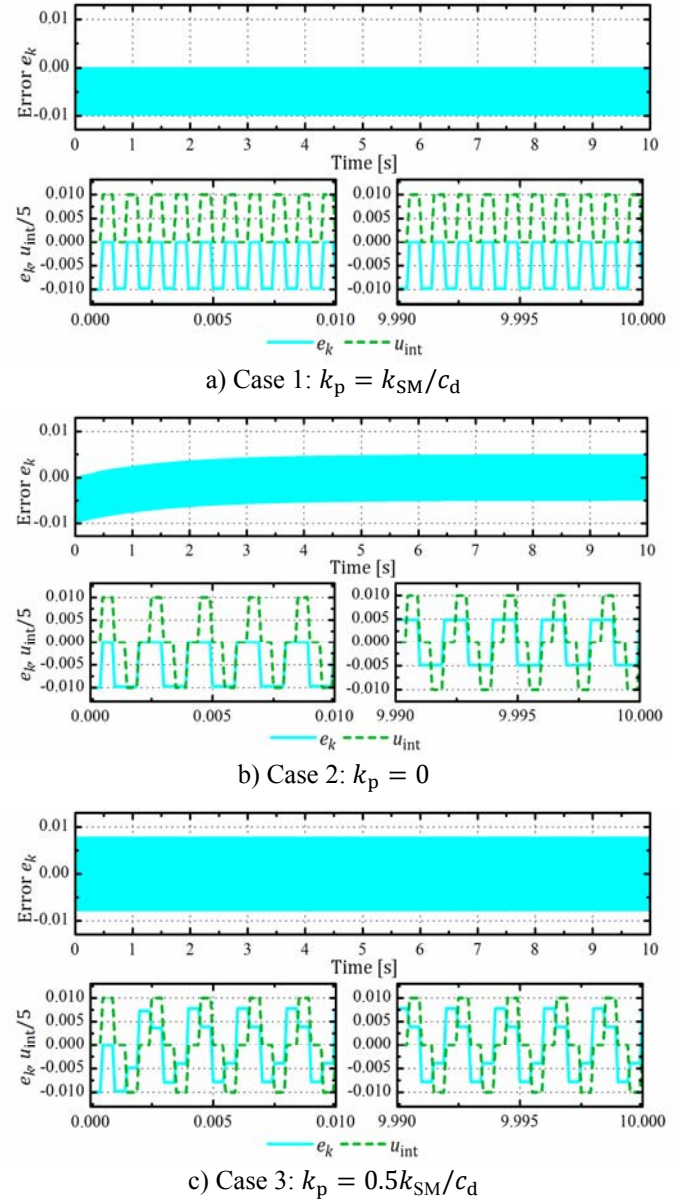 0.01
0.00
-0.01
Error e_k
0 1 2 3 4 5 6 7 8 9 10
Time [s]
e_k, u_int/5
0.010
0.005
0.000
-0.005
-0.010
0.000 0.005 0.010
9.990 9.995 10.000
e_k u_int
a) Case 1: k_p = k_SM/c_d
0.01
0.00
-0.01
Error e_k
0 1 2 3 4 5 6 7 8 9 10
Time [s]
e_k, u_int/5
0.010
0.005
0.000
-0.005
-0.010
0.000 0.005 0.010
9.990 9.995 10.000
e_k u_int
b) Case 2: k_p = 0
0.01
0.00
-0.01
Error e_k
0 1 2 3 4 5 6 7 8 9 10
Time [s]
e_k, u_int/5
0.010
0.005
0.000
-0.005
-0.010
0.000 0.005 0.010
9.990 9.995 10.000
e_k u_int
c) Case 3: k_p = 0.5k_SM/c_d